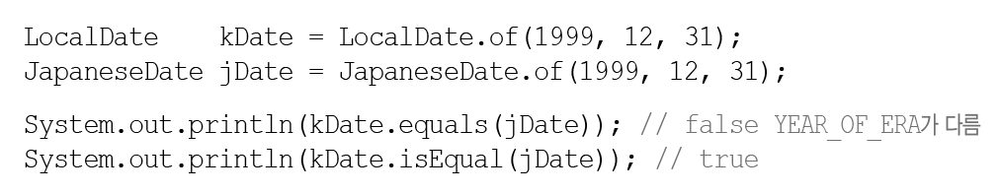 LocalDate    kDate = LocalDate.of(1999, 12, 31);
JapaneseDate jDate = JapaneseDate.of(1999, 12, 31);
System.out.println(kDate.equals(jDate)); // false YEAR_OF_ERA가 다름
System.out.println(kDate.isEqual(jDate)); // true